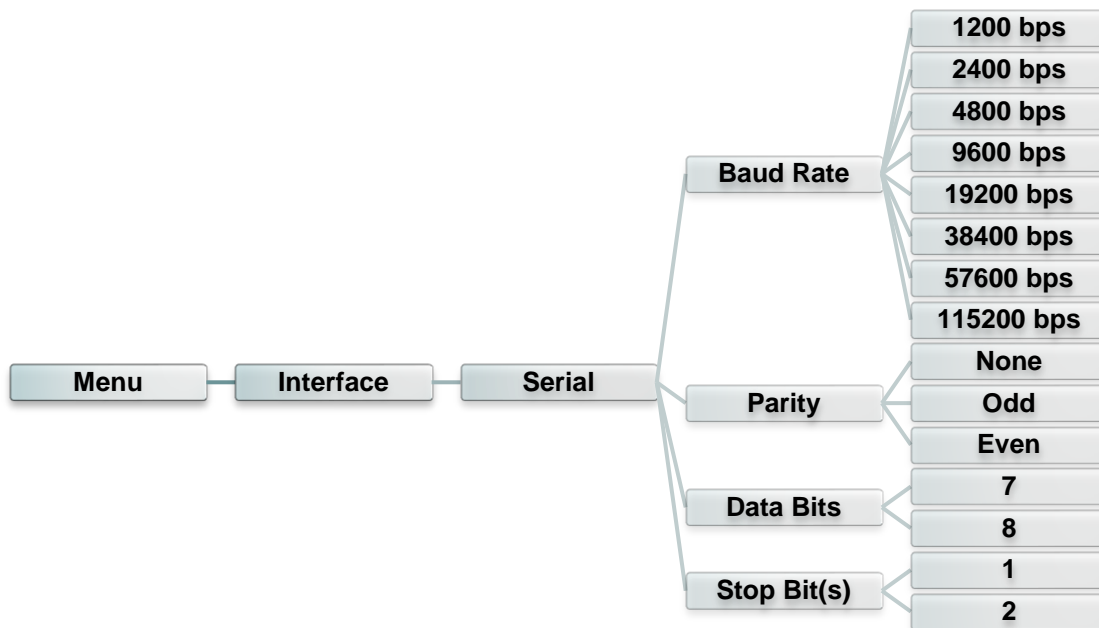 Menu
Interface
Serial
Baud Rate
1200 bps
2400 bps
4800 bps
9600 bps
19200 bps
38400 bps
57600 bps
115200 bps
Parity
None
Odd
Even
Data Bits
7
8
Stop Bit(s)
1
2